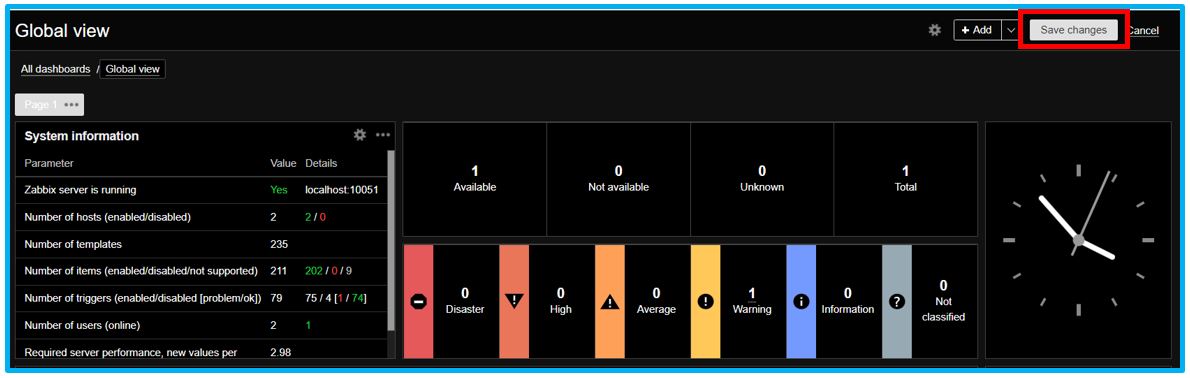 Global view
+ Add
Save changes
Cancel
All dashboards / Global view
Page 1
System information
Parameter Value Details
Zabbix server is running Yes localhost:10051
Number of hosts (enabled/disabled) 2 2 / 0
Number of templates 235
Number of items (enabled/disabled/not supported) 211 202 / 0 / 9
Number of triggers (enabled/disabled [problem/ok]) 79 75 / 4 [1 / 74]
Number of users (online) 2 1
Required server performance, new values per 2.98
1
Available
0
Not available
0
Unknown
1
Total
0
Disaster
0
High
0
Average
1
Warning
0
Information
0
Not
classified